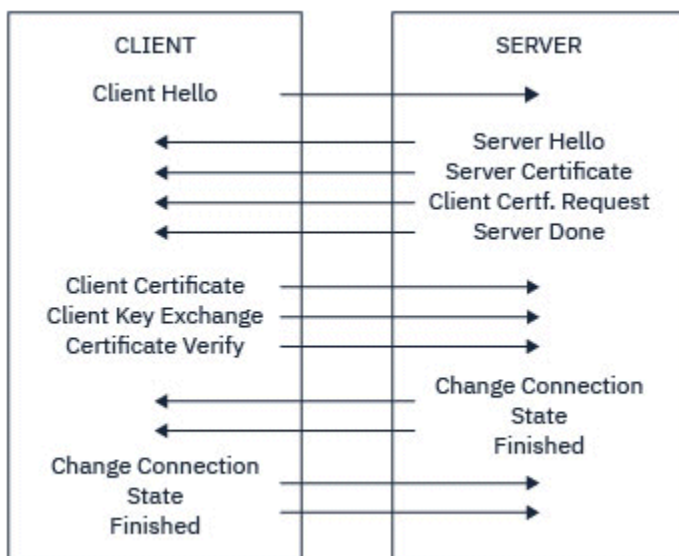 CLIENT
SERVER
Client Hello
Server Hello
Server Certificate
Client Certf. Request
Server Done
Client Certificate
Client Key Exchange
Certificate Verify
Change Connection
State
Finished
Change Connection
State
Finished